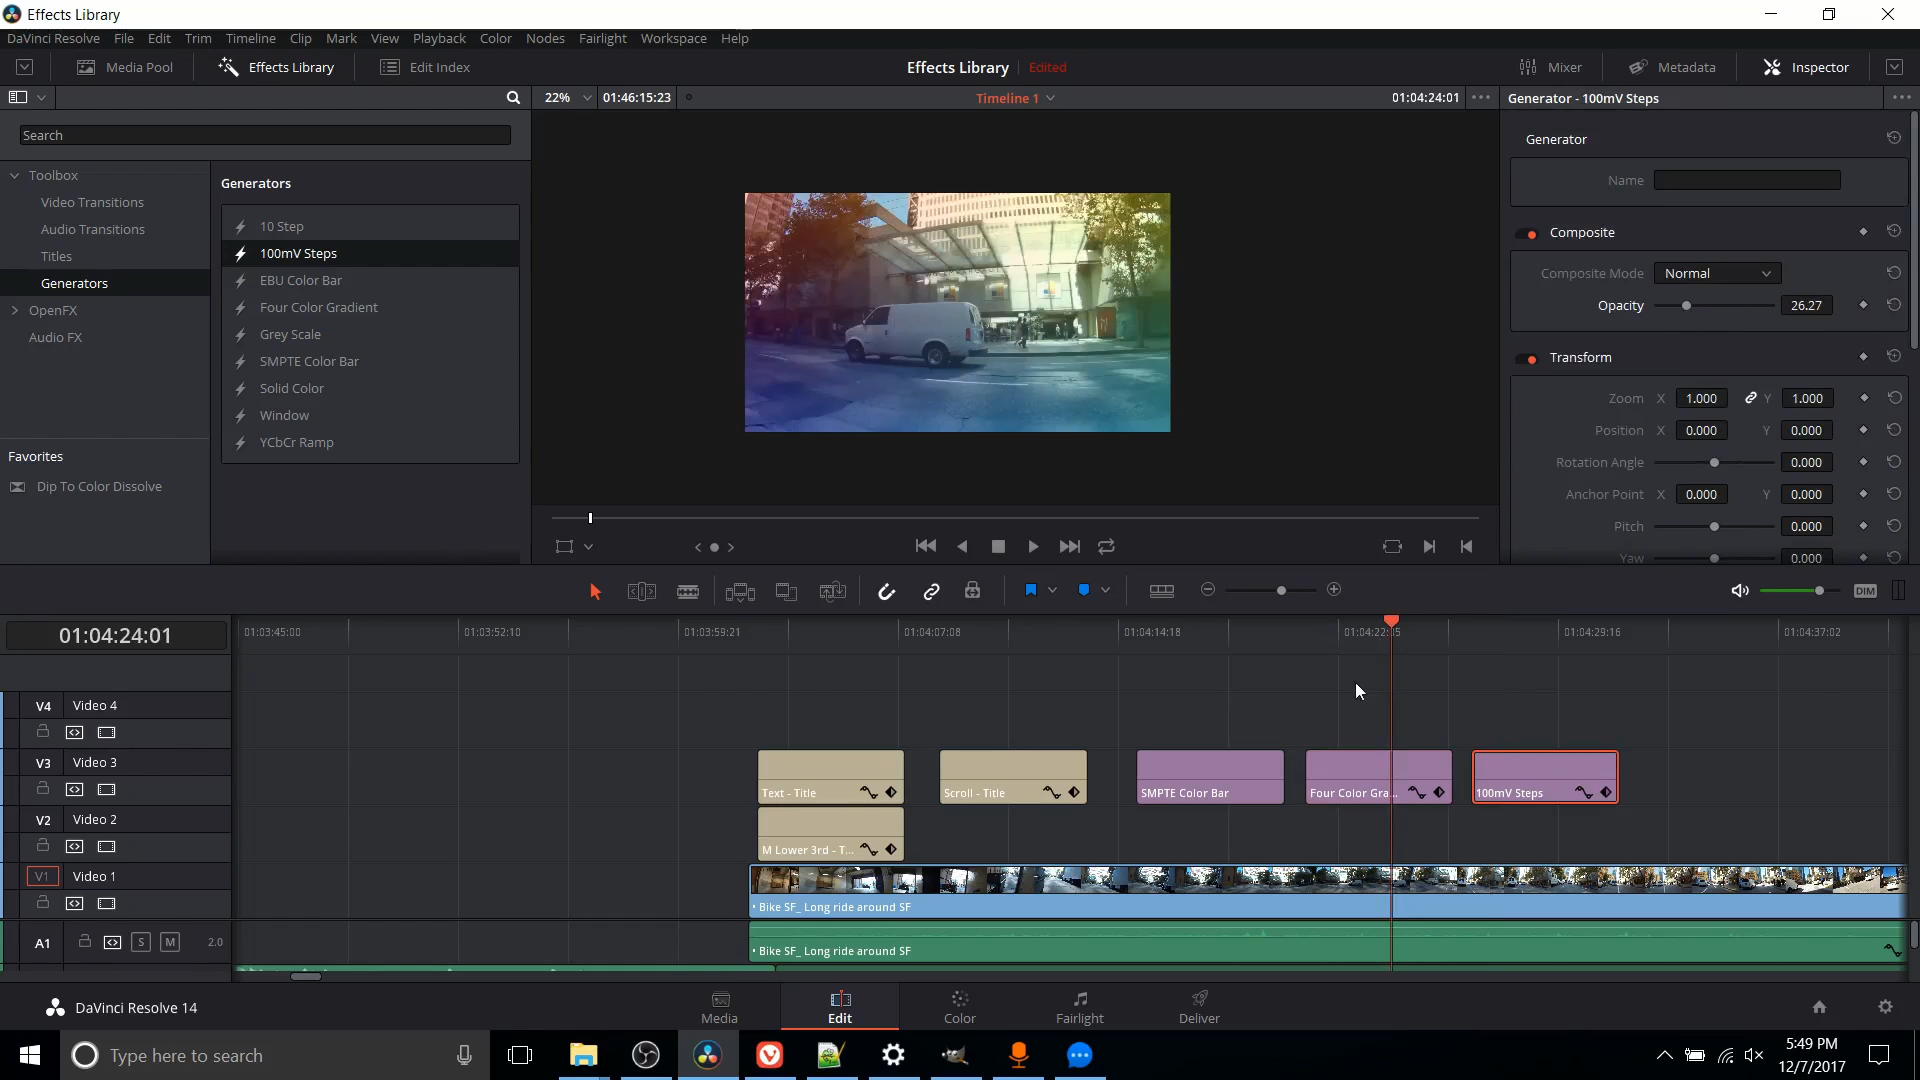 Effects Library
DaVinci Resolve File Edit Trim Timeline Clip Mark View Playback Color Nodes Fairlight Workspace Help
Media Pool Effects Library Edit Index Effects Library Edited Mixer Metadata Inspector
22% 01:46:15:23 Timeline 1 01:04:24:01 Generator - 100mV Steps
Search
Toolbox
Video Transitions
Audio Transitions
Titles
Generators
OpenFX
Audio FX
Favorites
Dip To Color Dissolve
Generators
10 Step
100mV Steps
EBU Color Bar
Four Color Gradient
Grey Scale
SMPTE Color Bar
Solid Color
Window
YCbCr Ramp
Generator
Name
Composite
Composite Mode Normal
Opacity 26.27
Transform
Zoom X 1.000 Y 1.000
Position X 0.000 Y 0.000
Rotation Angle 0.000
Anchor Point X 0.000 Y 0.000
Pitch 0.000
Yaw 0.000
DIM
01:04:24:01 01:03:45:00 01:03:52:10 01:03:59:21 01:04:07:08 01:04:14:18 01:04:22:05 01:04:29:16 01:04:37:02
V4 Video 4
V3 Video 3
Text - Title Scroll - Title SMPTE Color Bar Four Color Gra... 100mV Steps
V2 Video 2
M Lower 3rd - T...
V1 Video 1
Bike SF_ Long ride around SF
A1 S M 2.0
Bike SF_ Long ride around SF
DaVinci Resolve 14 Media Edit Color Fairlight Deliver
Type here to search
5:49 PM
12/7/2017